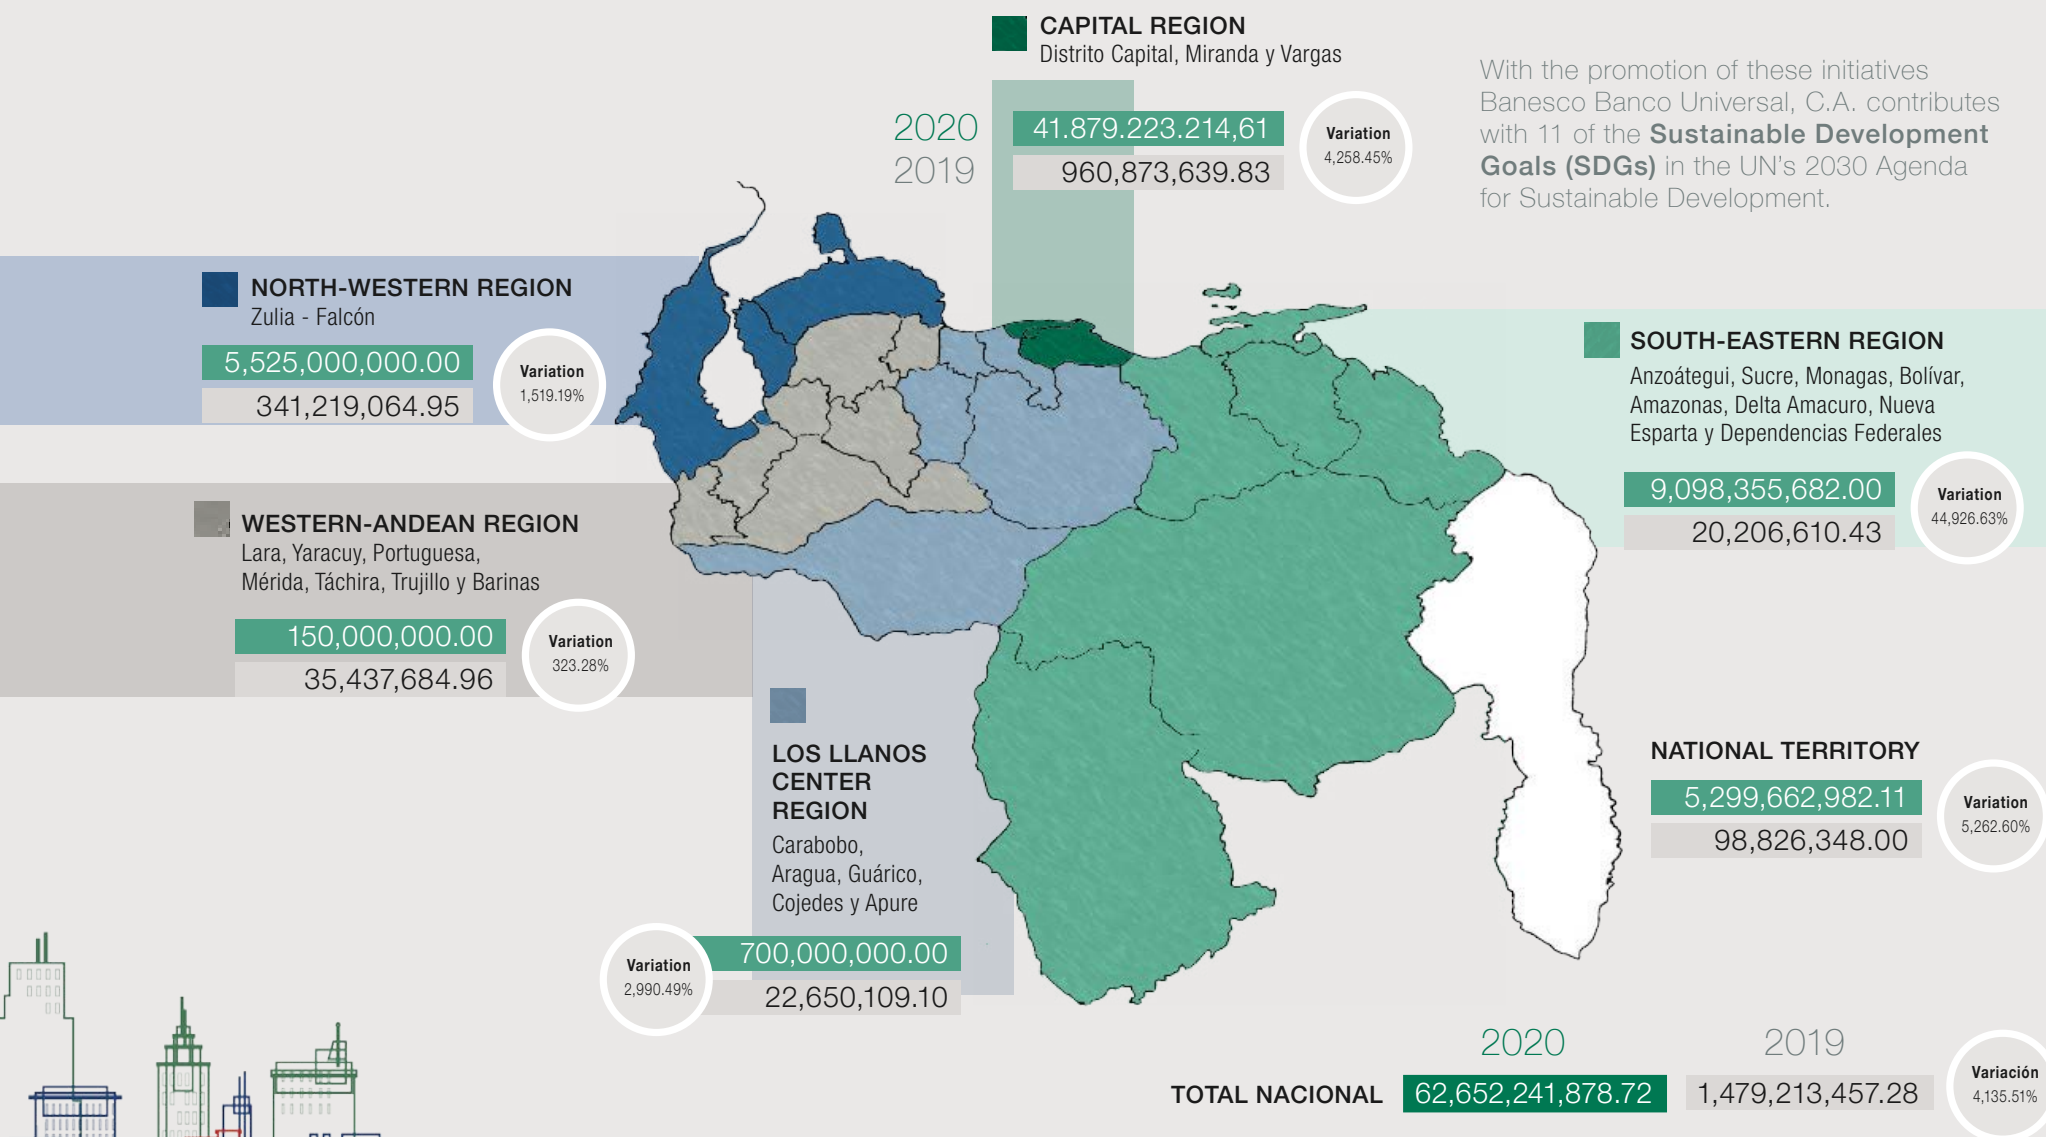 CAPITAL REGION
Distrito Capital, Miranda y Vargas
2020
41.879.223.214,61
2019
960,873,639.83
Variation
4,258.45%
With the promotion of these initiatives
Banesco Banco Universal, C.A. contributes
with 11 of the Sustainable Development
Goals (SDGs) in the UN's 2030 Agenda
for Sustainable Development.
NORTH-WESTERN REGION
Zulia - Falcón
5,525,000,000.00
341,219,064.95
Variation
1,519.19%
SOUTH-EASTERN REGION
Anzoátegui, Sucre, Monagas, Bolívar,
Amazonas, Delta Amacuro, Nueva
Esparta y Dependencias Federales
9,098,355,682.00
20,206,610.43
Variation
44,926.63%
WESTERN-ANDEAN REGION
Lara, Yaracuy, Portuguesa,
Mérida, Táchira, Trujillo y Barinas
150,000,000.00
35,437,684.96
Variation
323.28%
LOS LLANOS
CENTER
REGION
Carabobo,
Aragua, Guárico,
Cojedes y Apure
700,000,000.00
22,650,109.10
Variation
2,990.49%
NATIONAL TERRITORY
5,299,662,982.11
98,826,348.00
Variation
5,262.60%
2020
2019
TOTAL NACIONAL
62,652,241,878.72
1,479,213,457.28
Variación
4,135.51%